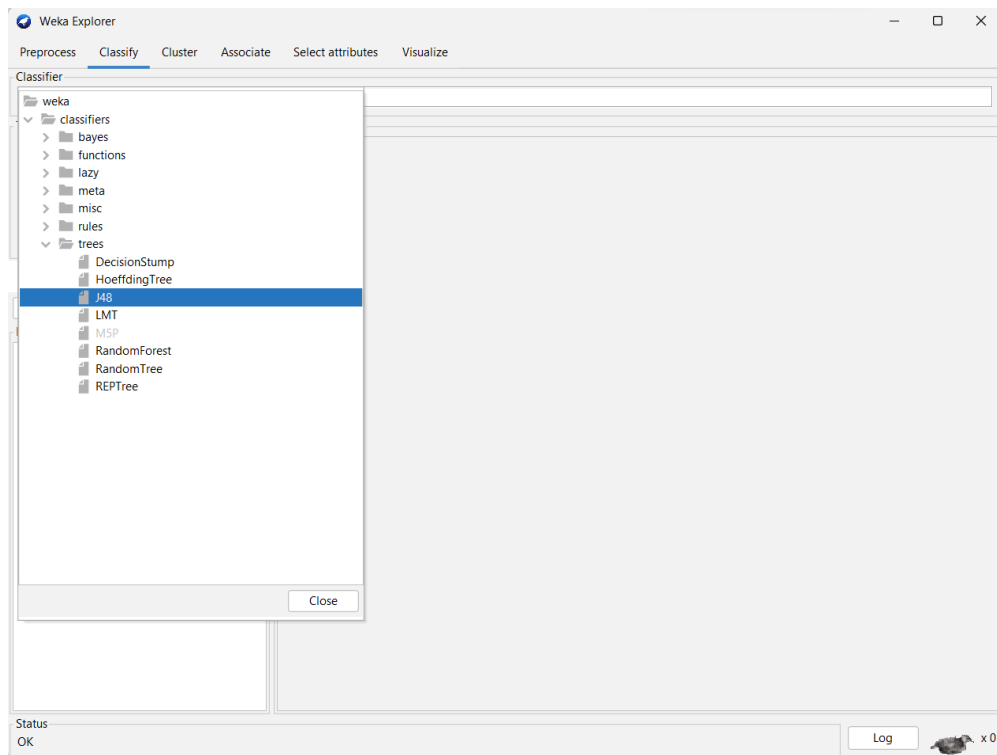 Weka Explorer
Preprocess Classify Cluster Associate Select attributes Visualize
Classifier
weka
classifiers
bayes
functions
lazy
meta
misc
rules
trees
DecisionStump
HoeffdingTree
J48
LMT
M5P
RandomForest
RandomTree
REPTree
Close
Status
OK
Log
x 0